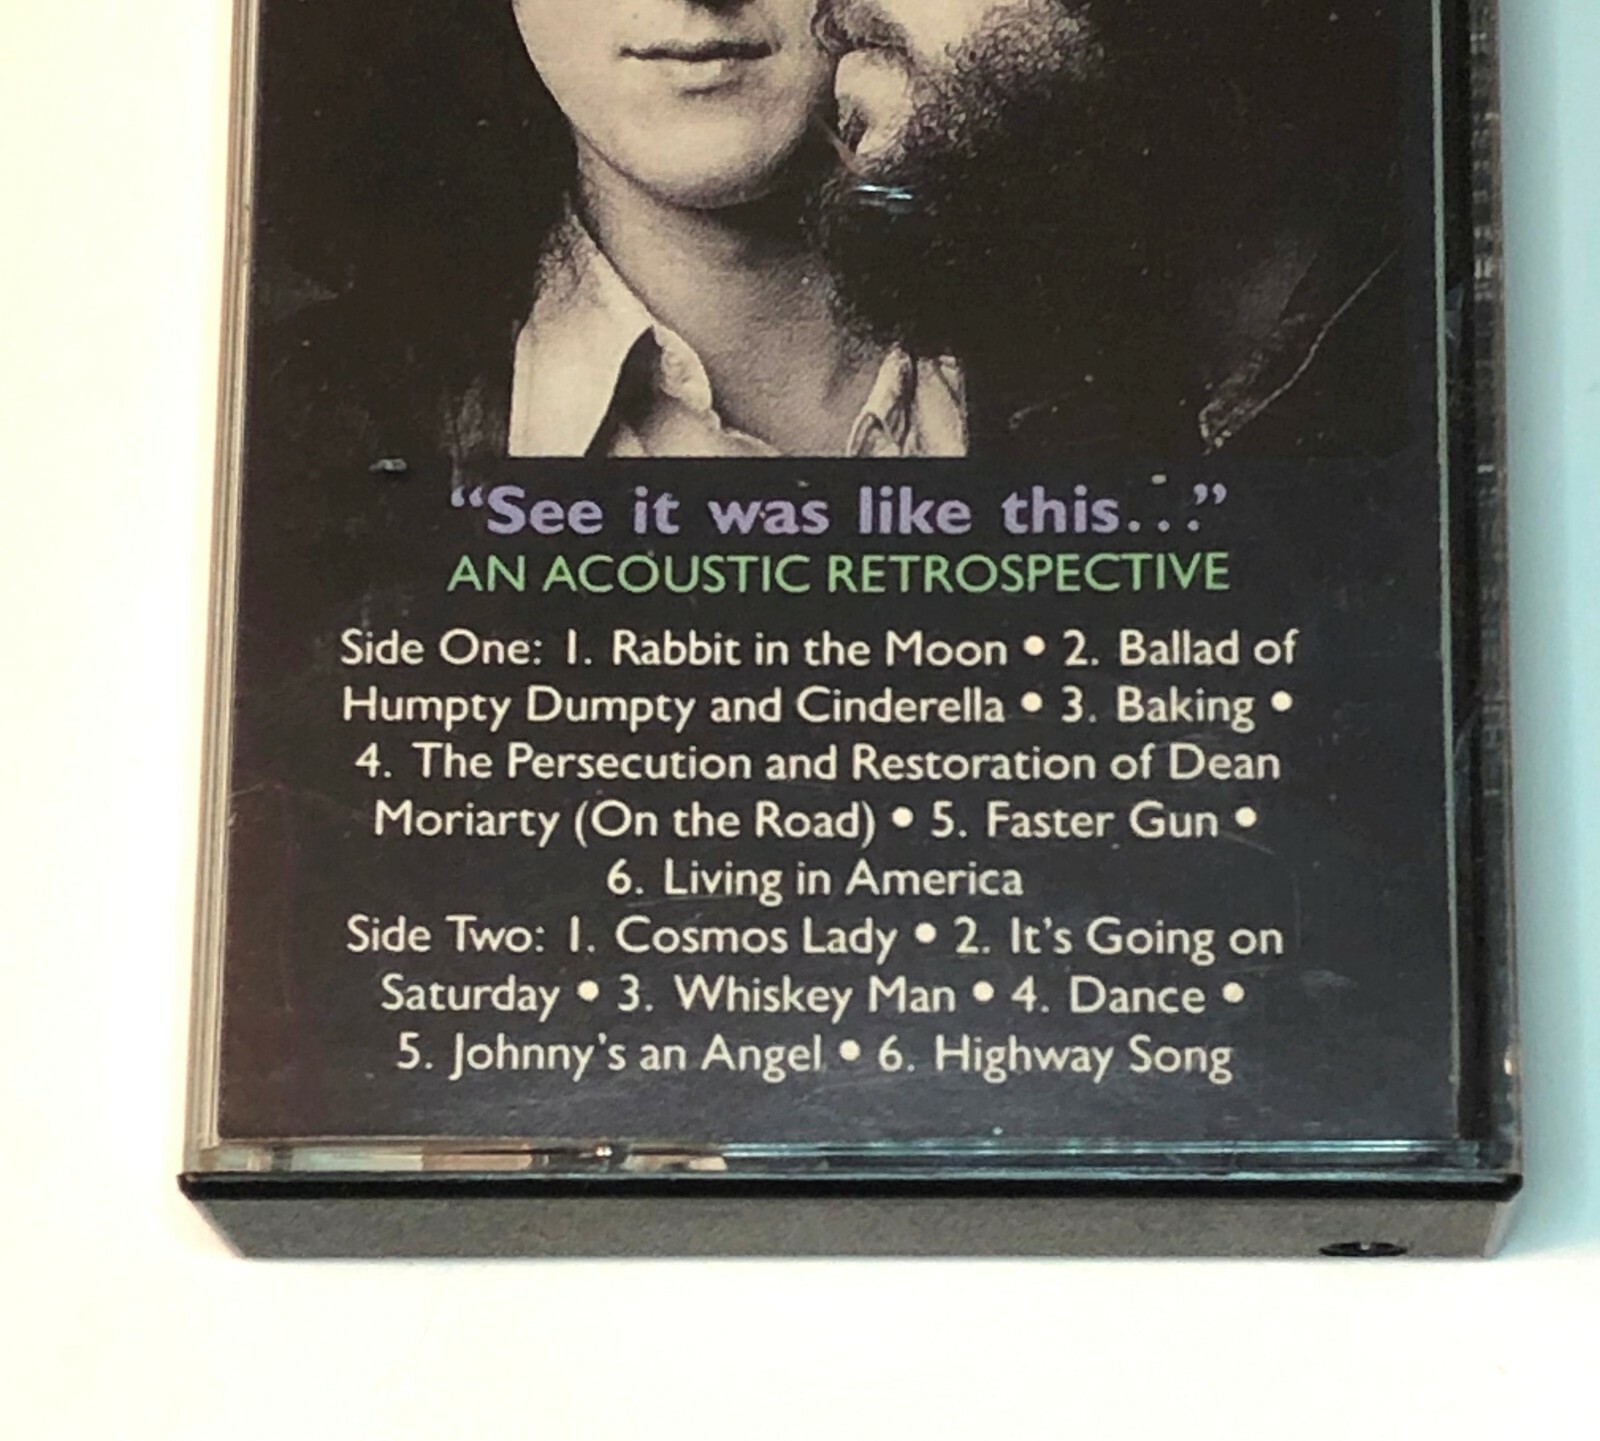 “See it was like this...”
AN ACOUSTIC RETROSPECTIVE
Side One: 1. Rabbit in the Moon • 2. Ballad of
Humpty Dumpty and Cinderella • 3. Baking •
4. The Persecution and Restoration of Dean
Moriarty (On the Road) • 5. Faster Gun •
6. Living in America
Side Two: 1. Cosmos Lady • 2. It's Going on
Saturday • 3. Whiskey Man • 4. Dance •
5. Johnny's an Angel • 6. Highway Song